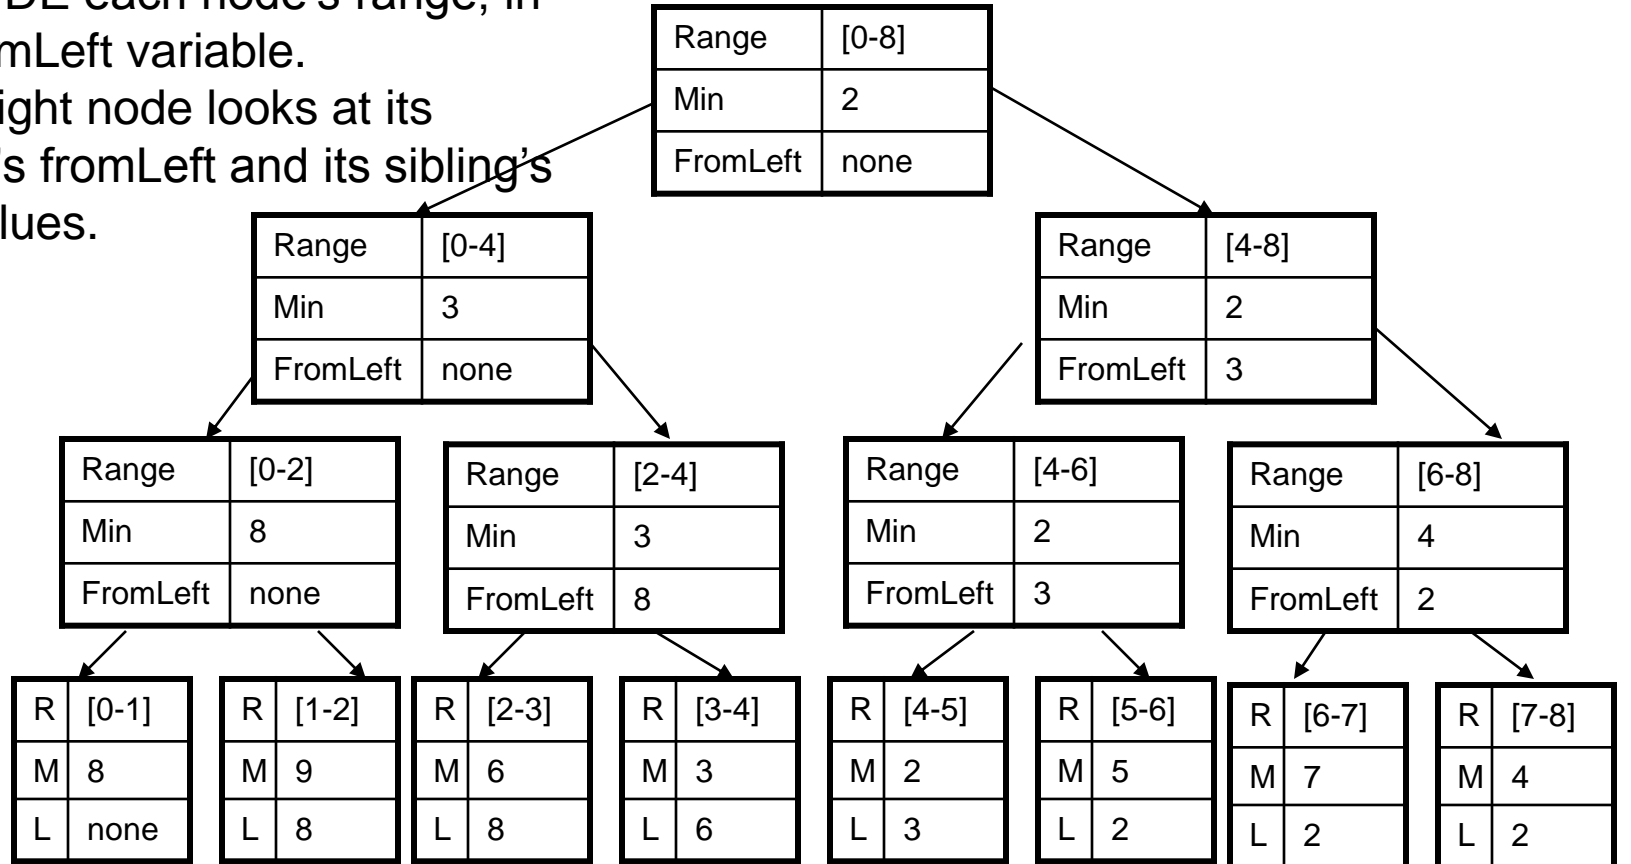 DE each node's range, in
mLeft variable.
ight node looks at its
's fromLeft and its sibling's
lues.
Range [0-8]
Min 2
FromLeft none
Range [0-4]
Min 3
FromLeft none
Range [4-8]
Min 2
FromLeft 3
Range [0-2]
Min 8
FromLeft none
Range [2-4]
Min 3
FromLeft 8
Range [4-6]
Min 2
FromLeft 3
Range [6-8]
Min 4
FromLeft 2
R [0-1]
M 8
L none
R [1-2]
M 9
L 8
R [2-3]
M 6
L 8
R [3-4]
M 3
L 6
R [4-5]
M 2
L 3
R [5-6]
M 5
L 2
R [6-7]
M 7
L 2
R [7-8]
M 4
L 2